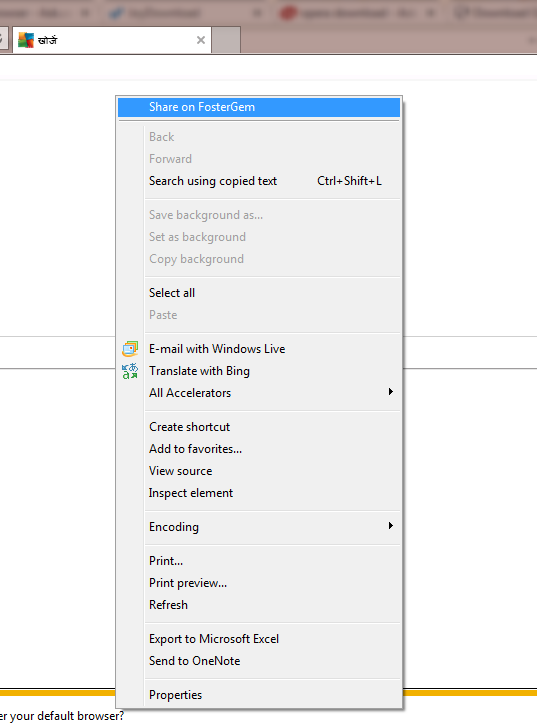 खोजें
Share on FosterGem
Back
Forward
Search using copied text Ctrl+Shift+L
Save background as...
Set as background
Copy background
Select all
Paste
E-mail with Windows Live
Translate with Bing
All Accelerators
Create shortcut
Add to favorites...
View source
Inspect element
Encoding
Print...
Print preview...
Refresh
Export to Microsoft Excel
Send to OneNote
Properties
your default browser?